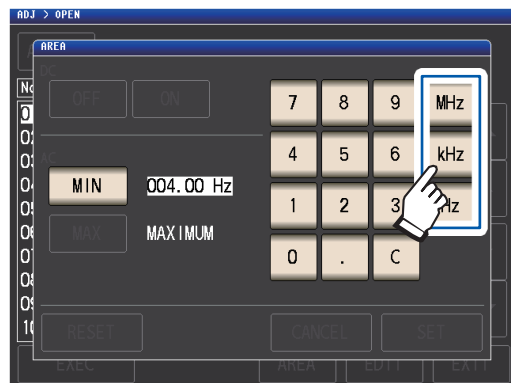 ADJ > OPEN
AREA
DC
No
OFF ON
7 8 9 MHz
AC
4 5 6 kHz
MIN 004.00 Hz
1 2 3 Hz
MAX MAXIMUM
0 . C
RESET CANCEL SET
EXEC AREA EDIT EXIT